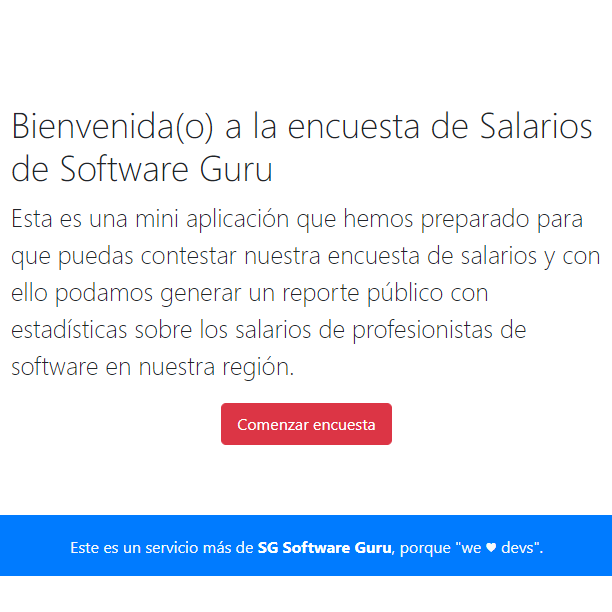 Bienvenida(o) a la encuesta de Salarios
de Software Guru
Esta es una mini aplicación que hemos preparado para
que puedas contestar nuestra encuesta de salarios y con
ello podamos generar un reporte público con
estadísticas sobre los salarios de profesionistas de
software en nuestra región.
Comenzar encuesta
Este es un servicio más de SG Software Guru, porque "we ♥ devs".